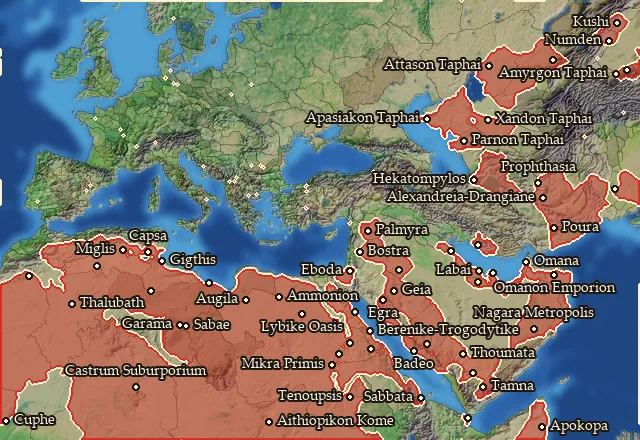 Kushi
Numden
Attason Taphai
Amyrgon Taphai
Apasiakon Taphai
Xandon Taphai
Parnon Taphai
Prophthasia
Hekatompylos
Alexandreia-Drangiane
Poura
Palmyra
Capsa
Miglis
Bostra
Gigthis
Eboda
Labai
Omana
Omanon Emporion
Thalubath
Augila
Ammonion
Geia
Egra
Nagara Metropolis
Garama
Sabae
Lybike Oasis
Berenike-Trogodytike
Mikra Primis
Badeo
Thoumata
Castrum Suburporium
Tenoupsis
Sabbata
Tamna
Cuphe
Aithiopikon Kome
Apokopa